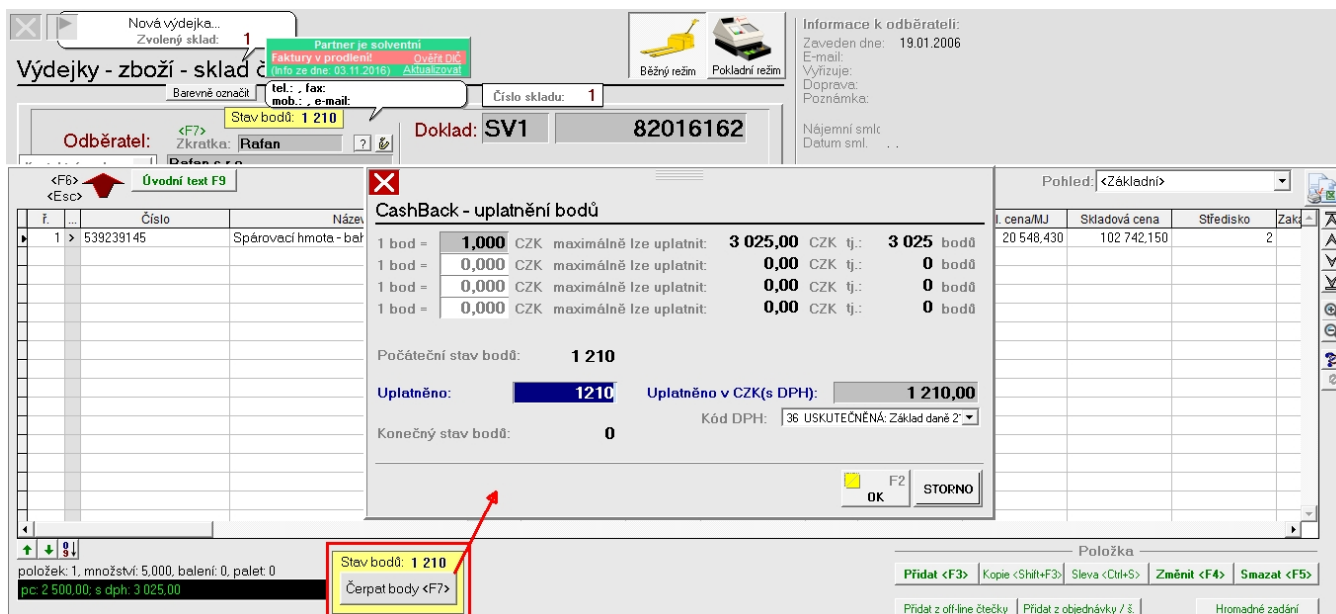 Nová výdejka...
Zvolený sklad: 1
Partner je solventní
Faktury v prodlení! Ověřit DIČ
(Info ze dne: 03.11.2016) Aktualizovat
Výdejky - zboží - sklad č
Barevně označit
tel.: , fax:
mob.: , e-mail:
Číslo skladu: 1
Běžný režim
Pokladní režim
Informace k odběrateli:
Zaveden dne: 19.01.2006
E-mail:
Vyřizuje:
Doprava:
Poznámka:
Nájemní smlc
Datum sml. . .
Stav bodů: 1 210
Odběratel:
<F7>
Zkratka: Rafan ?
Doklad: SV1 82016162
Rafan s.r.o.
<F6>
<Esc>
Úvodní text F9
Pohled: <Základní>
ř. ... Číslo Název l. cena/MJ Skladová cena Středisko Zaká
1 > 539239145 Spárovací hmota - bah 20 548,430 102 742,150 2
CashBack - uplatnění bodů
1 bod = 1,000 CZK maximálně lze uplatnit: 3 025,00 CZK tj.: 3 025 bodů
1 bod = 0,000 CZK maximálně lze uplatnit: 0,00 CZK tj.: 0 bodů
1 bod = 0,000 CZK maximálně lze uplatnit: 0,00 CZK tj.: 0 bodů
1 bod = 0,000 CZK maximálně lze uplatnit: 0,00 CZK tj.: 0 bodů
Počáteční stav bodů: 1 210
Uplatněno: 1210 Uplatněno v CZK(s DPH): 1 210,00
Kód DPH: 36 USKUTEČNĚNÁ: Základ daně 2
Konečný stav bodů: 0
F2
OK
STORNO
položek: 1, množství: 5,000, balení: 0, palet: 0
pc: 2 500,00; s dph: 3 025,00
Stav bodů: 1 210
Čerpat body <F7>
Položka
Přidat <F3> Kopie <Shift+F3> Sleva <Ctrl+S> Změnit <F4> Smazat <F5>
Přidat z off-line čtečky Přidat z objednávky / š. Hromadné zadání